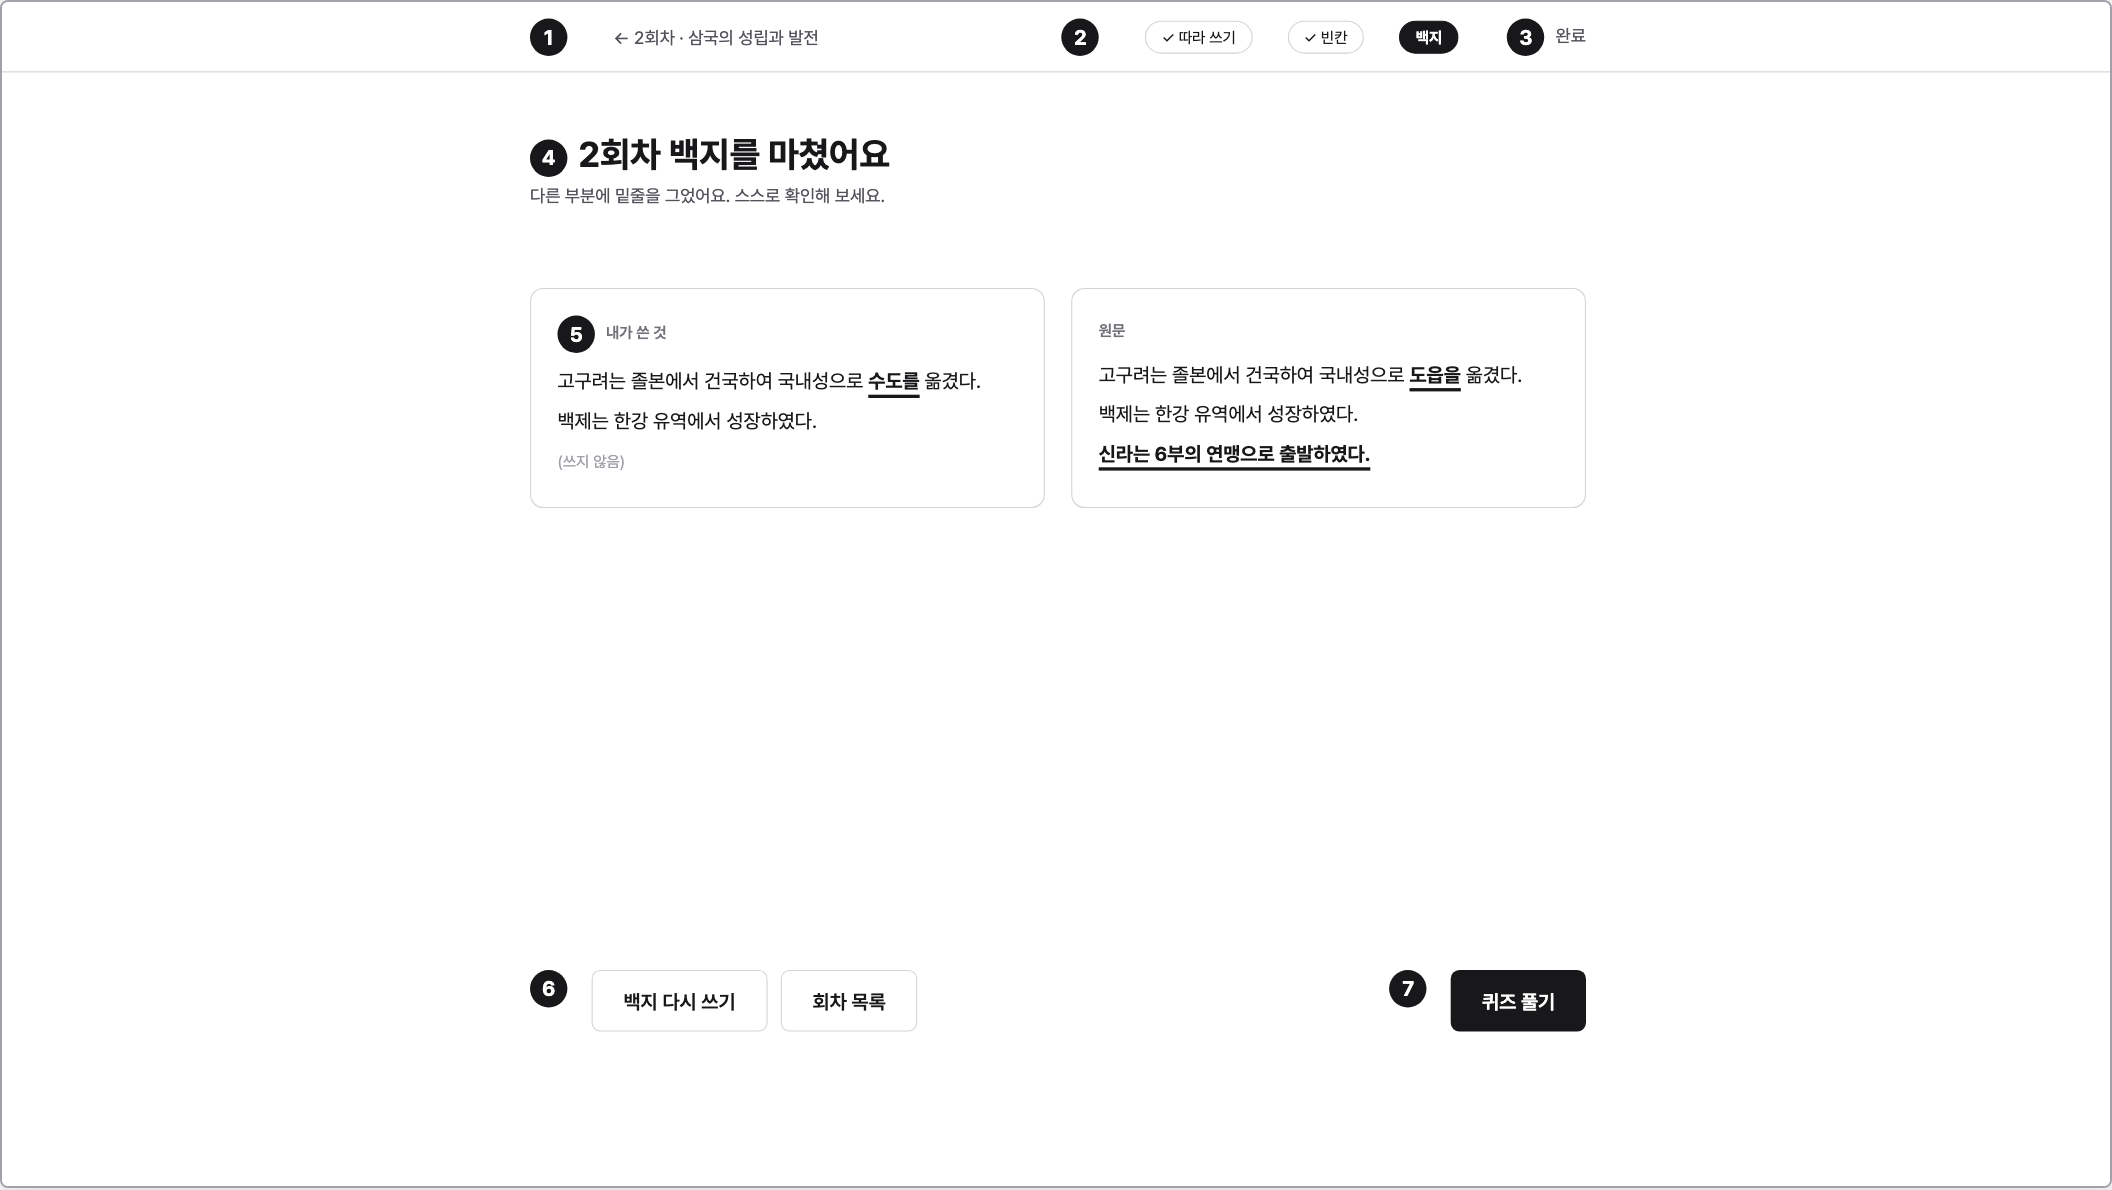 1 ← 2회차 · 삼국의 성립과 발전 2 ✓ 따라 쓰기 ✓ 빈칸 백지 3 완료
4 2회차 백지를 마쳤어요
다른 부분에 밑줄을 그었어요. 스스로 확인해 보세요.
5 내가 쓴 것
고구려는 졸본에서 건국하여 국내성으로 수도를 옮겼다.
백제는 한강 유역에서 성장하였다.
(쓰지 않음)
원문
고구려는 졸본에서 건국하여 국내성으로 도읍을 옮겼다.
백제는 한강 유역에서 성장하였다.
신라는 6부의 연맹으로 출발하였다.
6 백지 다시 쓰기 회차 목록 7 퀴즈 풀기